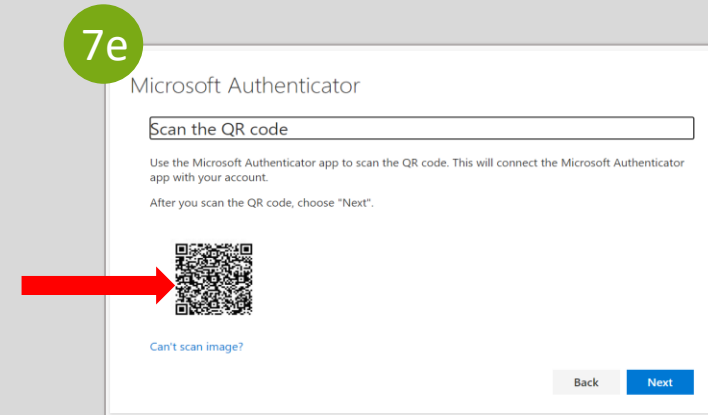 7e
Microsoft Authenticator
Scan the QR code
Use the Microsoft Authenticator app to scan the QR code. This will connect the Microsoft Authenticator
app with your account.
After you scan the QR code, choose "Next".
Can't scan image?
Back Next